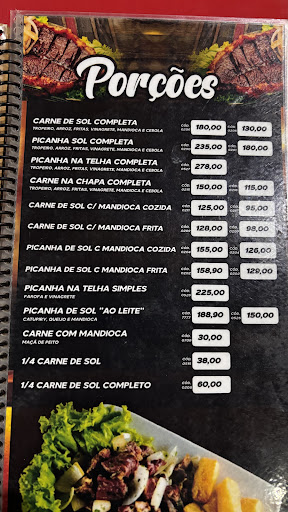 Porções
CARNE DE SOL COMPLETA 180,00 130,00
TROPEIRO, ARROZ, FRITAS, VINAGRETE, MANDIOCA E CEBOLA
PICANHA SOL COMPLETA 235,00 180,00
TROPEIRO, ARROZ, FRITAS, VINAGRETE, MANDIOCA E CEBOLA
PICANHA NA TELHA COMPLETA 278,00
TROPEIRO, ARROZ, FRITAS, VINAGRETE, MANDIOCA E CEBOLA
CARNE NA CHAPA COMPLETA 150,00 115,00
TROPEIRO, ARROZ, FRITAS, VINAGRETE, MANDIOCA E CEBOLA
CARNE DE SOL C/ MANDIOCA COZIDA 125,00 95,00
CARNE DE SOL C/ MANDIOCA FRITA 128,00 98,00
PICANHA DE SOL C MANDIOCA COZIDA 155,00 126,00
PICANHA DE SOL C MANDIOCA FRITA 158,90 129,00
PICANHA NA TELHA SIMPLES 225,00
FAROFA E VINAGRETE
PICANHA DE SOL "AO LEITE" 188,90 150,00
CATUPIRY, QUEIJO E MANDIOCA
CARNE COM MANDIOCA 30,00
MAÇÃ DE PEITO
1/4 CARNE DE SOL 38,00
1/4 CARNE DE SOL COMPLETO 60,00